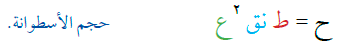 ح = ط نق ٢ ع حجم الأسطوانة.